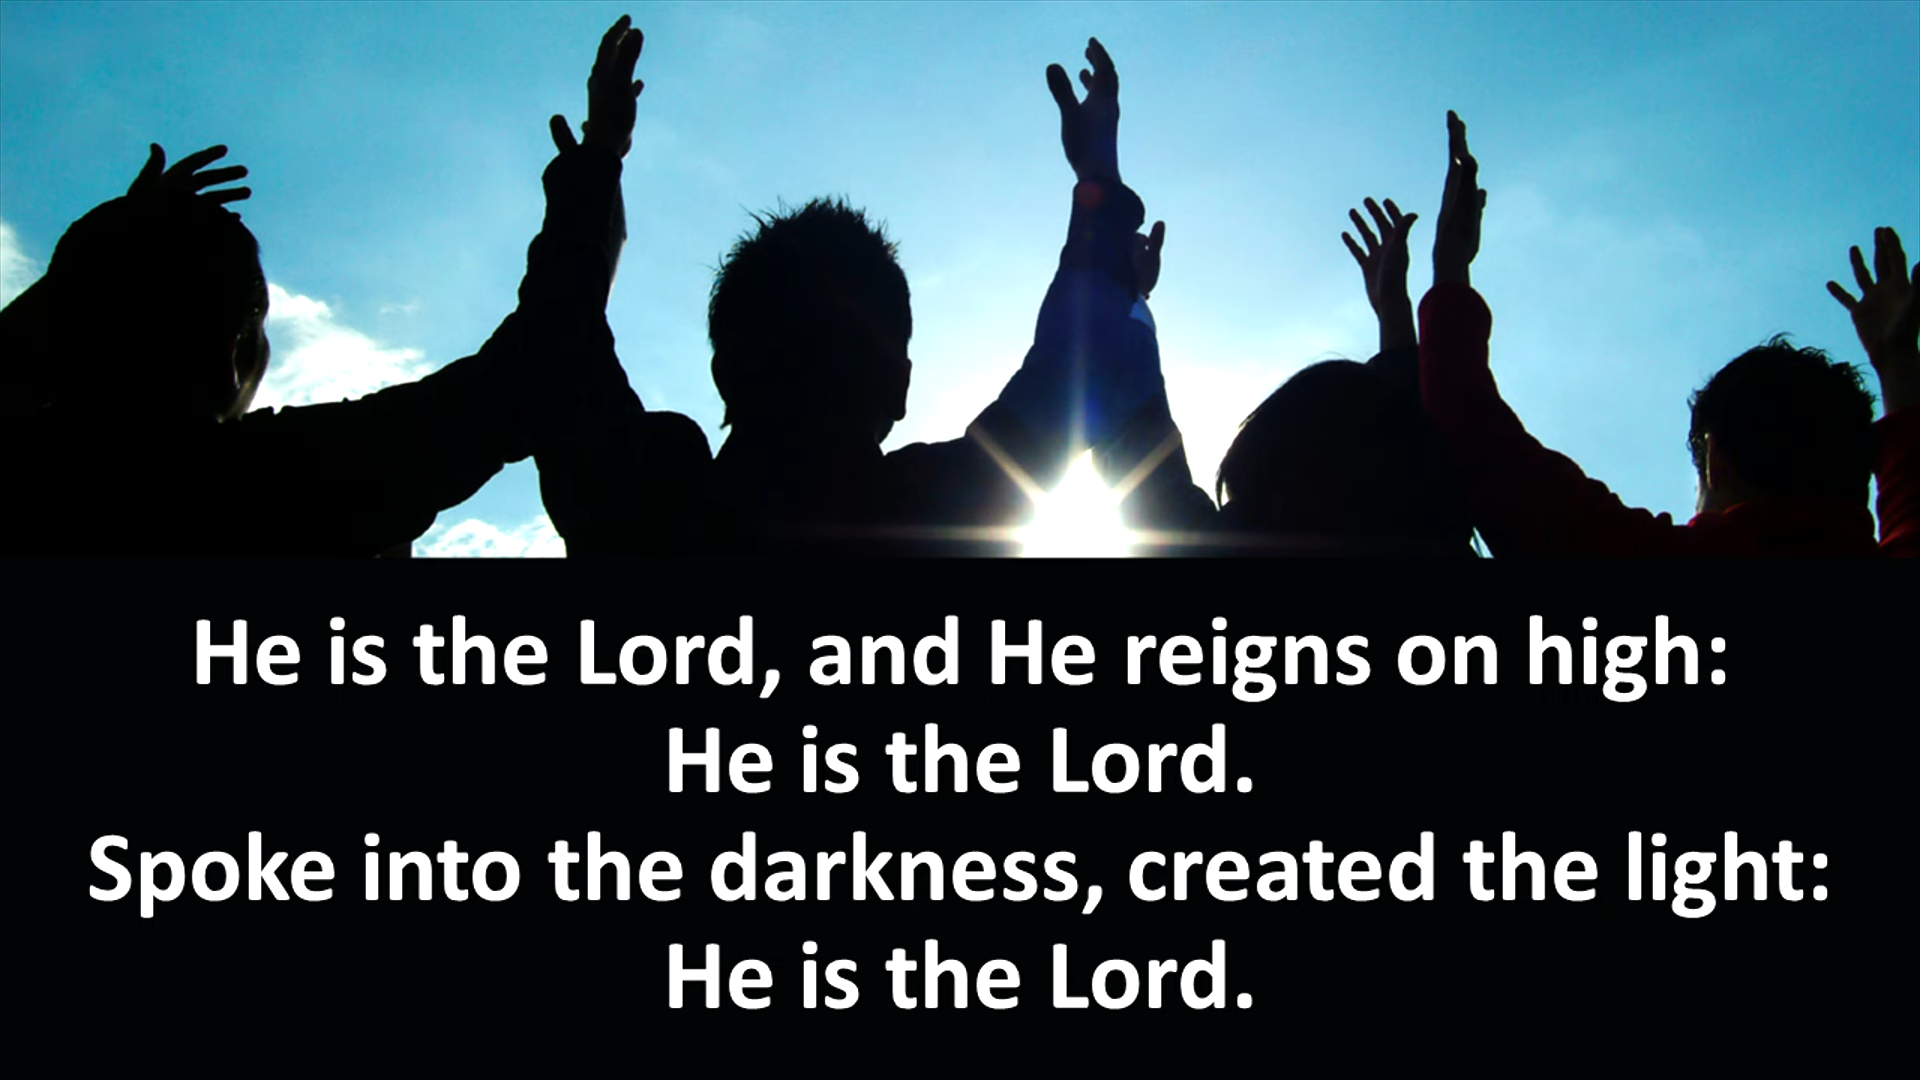 He is the Lord, and He reigns on high:
He is the Lord.
Spoke into the darkness, created the light:
He is the Lord.